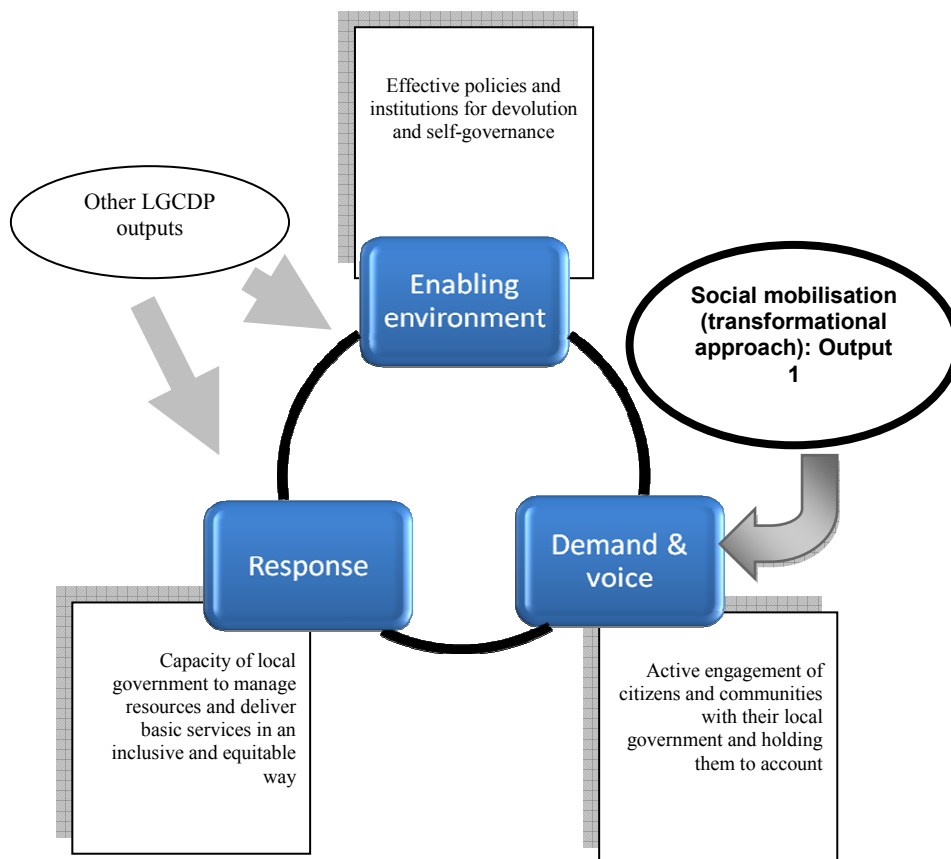 Effective policies and
institutions for devolution
and self-governance
Other LGCDP
outputs
Enabling
environment
Social mobilisation
(transformational
approach): Output
1
Response
Demand &
voice
Capacity of local
government to manage
resources and deliver
basic services in an
inclusive and equitable
way
Active engagement of
citizens and communities
with their local
government and holding
them to account